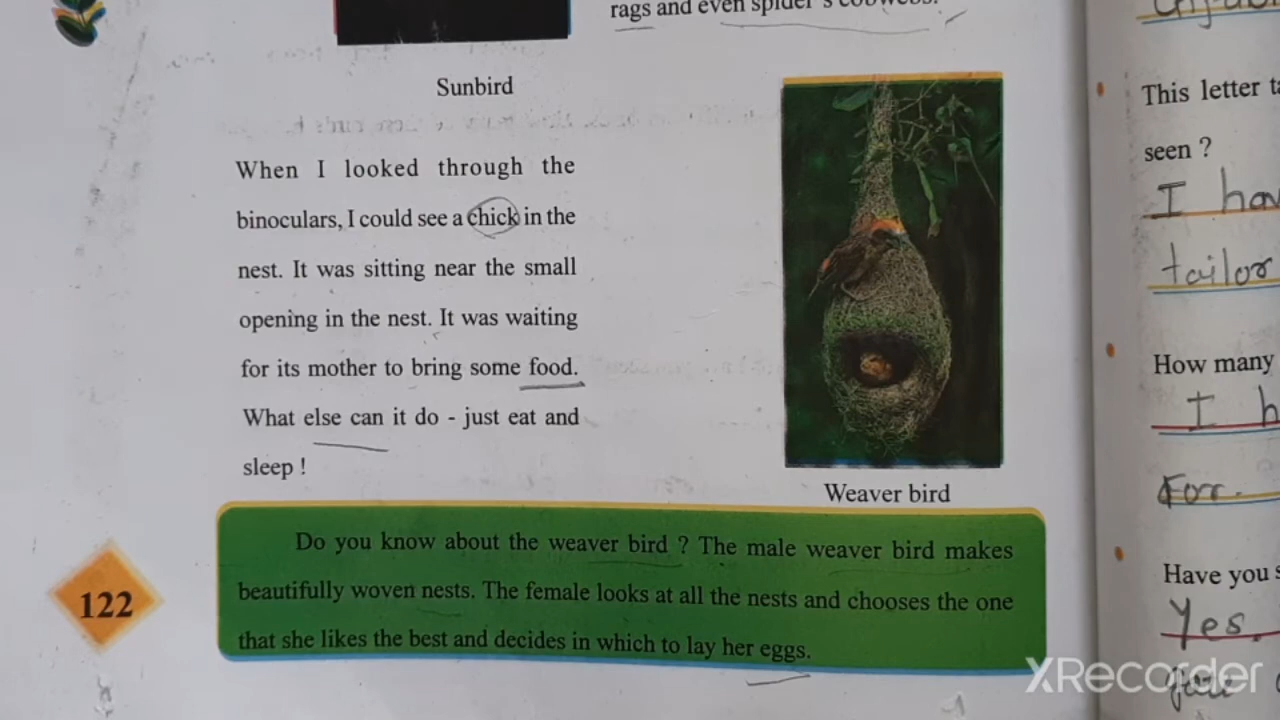 rags and even spider's cobwebs.
Sunbird
When I looked through the
binoculars, I could see a chick in the
nest. It was sitting near the small
opening in the nest. It was waiting
for its mother to bring some food.
What else can it do - just eat and
sleep !
Weaver bird
Do you know about the weaver bird ? The male weaver bird makes
beautifully woven nests. The female looks at all the nests and chooses the one
that she likes the best and decides in which to lay her eggs.
122
This letter
seen ?
I
tailor
How many
I
Four.
Have you
Yes.
XRecorder